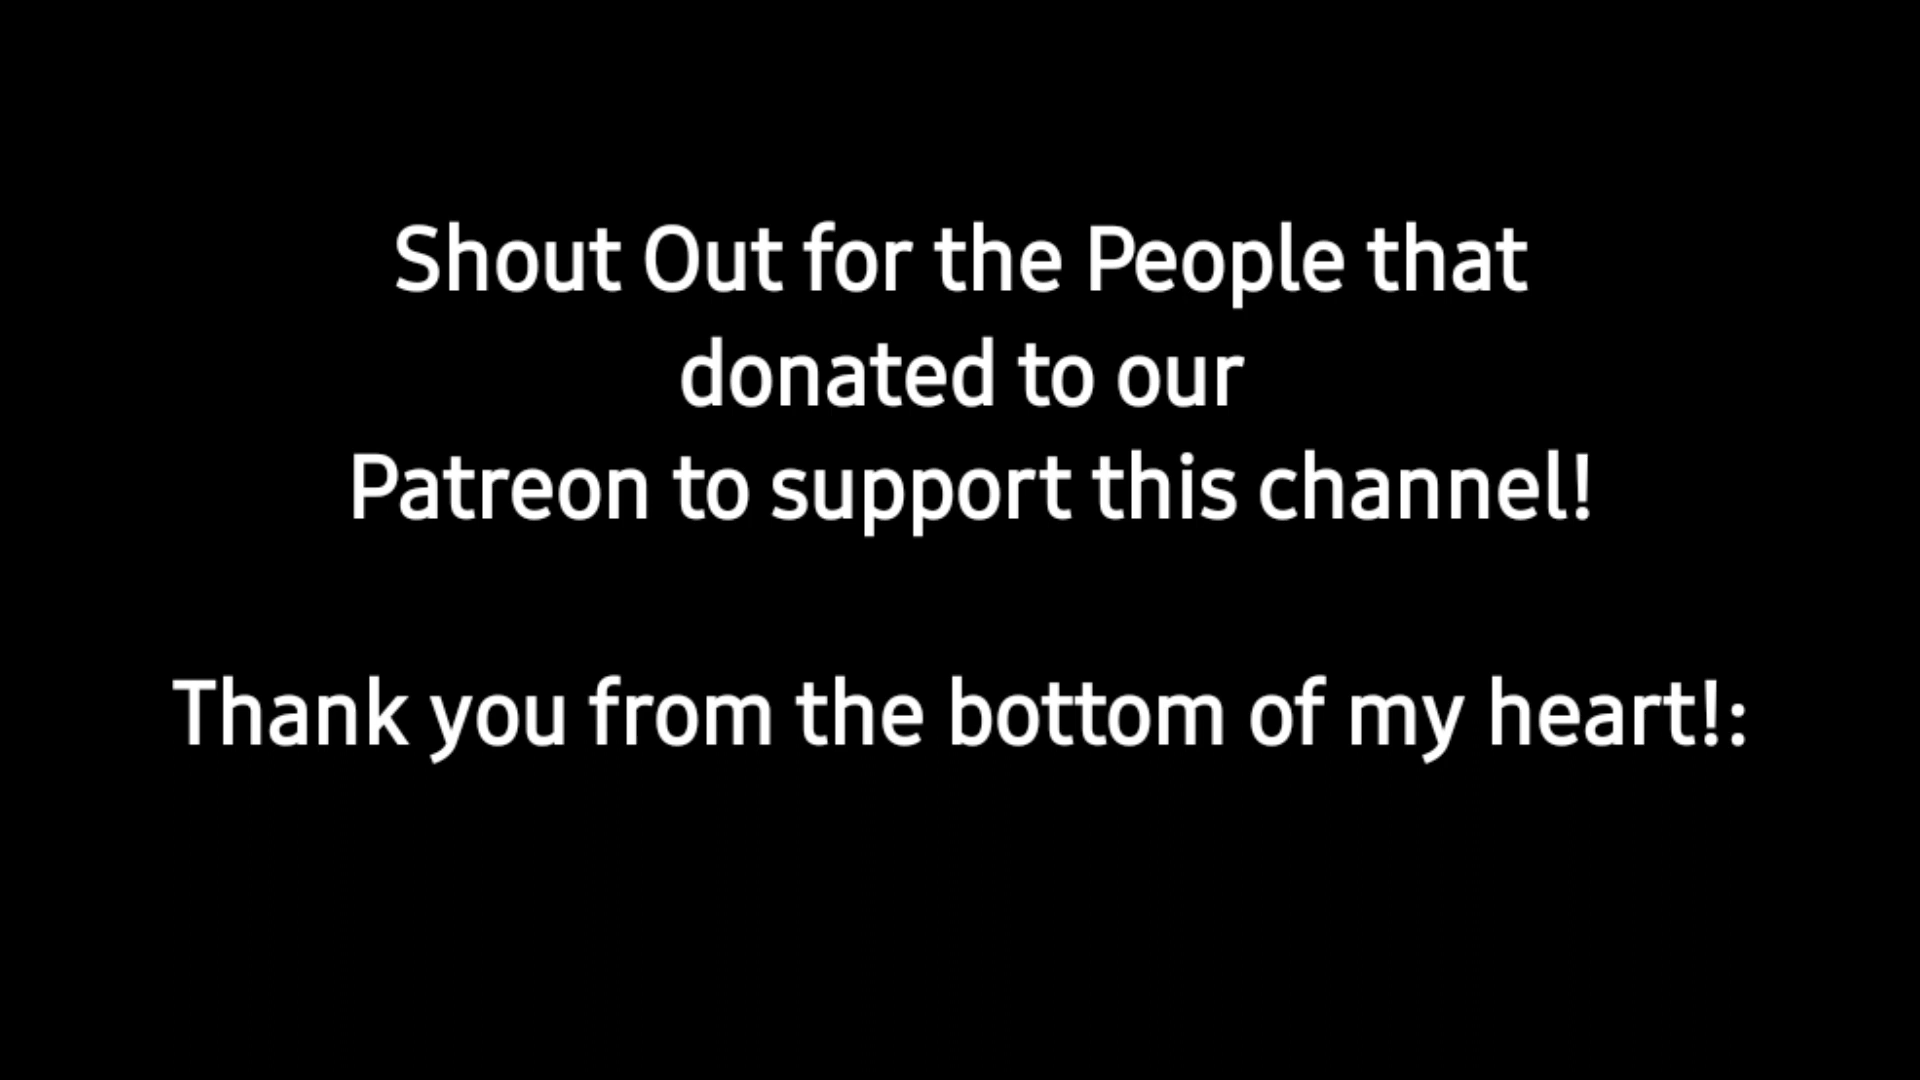 Shout Out for the People that
donated to our
Patreon to support this channel!
Thank you from the bottom of my heart!: